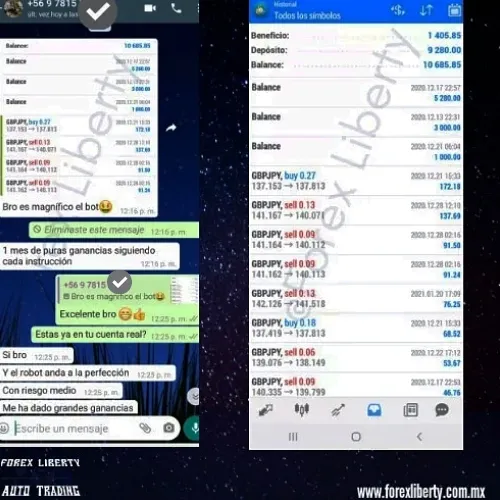 +56 9 7815
últ. vez hoy a las
Balance:
10 685.85
Balance
5 280.00
Balance
3 000.00
Balance
1 000.00
GBPJPY, buy 0.27
137.153 → 137.813
172.18
GBPJPY, sell 0.13
141.167 → 140.071
137.69
GBPJPY, sell 0.09
141.164 → 140.112
91.50
GBPJPY, sell 0.09
141.162 → 140.113
91.24
Bro es magnífico el bot😆
12:16 p. m.
Eliminaste este mensaje 12:16 p. m.
1 mes de puras ganancias siguiendo
cada instrucción
12:16 p. m.
+56 9 7815
Bro es magnífico el bot😆
Excelente bro 😁👍
12:25 p. m.
Estas ya en tu cuenta real?
12:25 p. m.
Si bro
12:25 p. m.
Y el robot anda a la perfección
12:25 p. m.
Con riesgo medio 12:25 p. m.
Me ha dado grandes ganancias
Escribe un mensaje
FOREX LIBERTY
AUTO TRADING
Historial
Todos los símbolos
Beneficio:
1 405.85
Depósito:
9 280.00
Balance:
10 685.85
Balance
2020.12.17 22:57
5 280.00
Balance
2020.12.13 22:31
3 000.00
Balance
2020.12.21 06:04
1 000.00
GBPJPY, buy 0.27
2020.12.21 15:33
137.153 → 137.813
172.18
GBPJPY, sell 0.13
2020.12.28 12:10
141.167 → 140.071
137.69
GBPJPY, sell 0.09
2020.12.28 02:16
141.164 → 140.112
91.50
GBPJPY, sell 0.09
2020.12.28 02:16
141.162 → 140.113
91.24
GBPJPY, sell 0.13
2021.01.20 17:09
142.126 → 141.518
76.25
GBPJPY, buy 0.18
2020.12.21 15:33
137.419 → 137.813
68.52
GBPJPY, sell 0.06
2020.12.22 17:12
139.076 → 138.149
53.67
GBPJPY, sell 0.09
2020.12.17 22:53
140.335 → 139.799
46.76
@Forex Liberty
www.forexliberty.com.mx